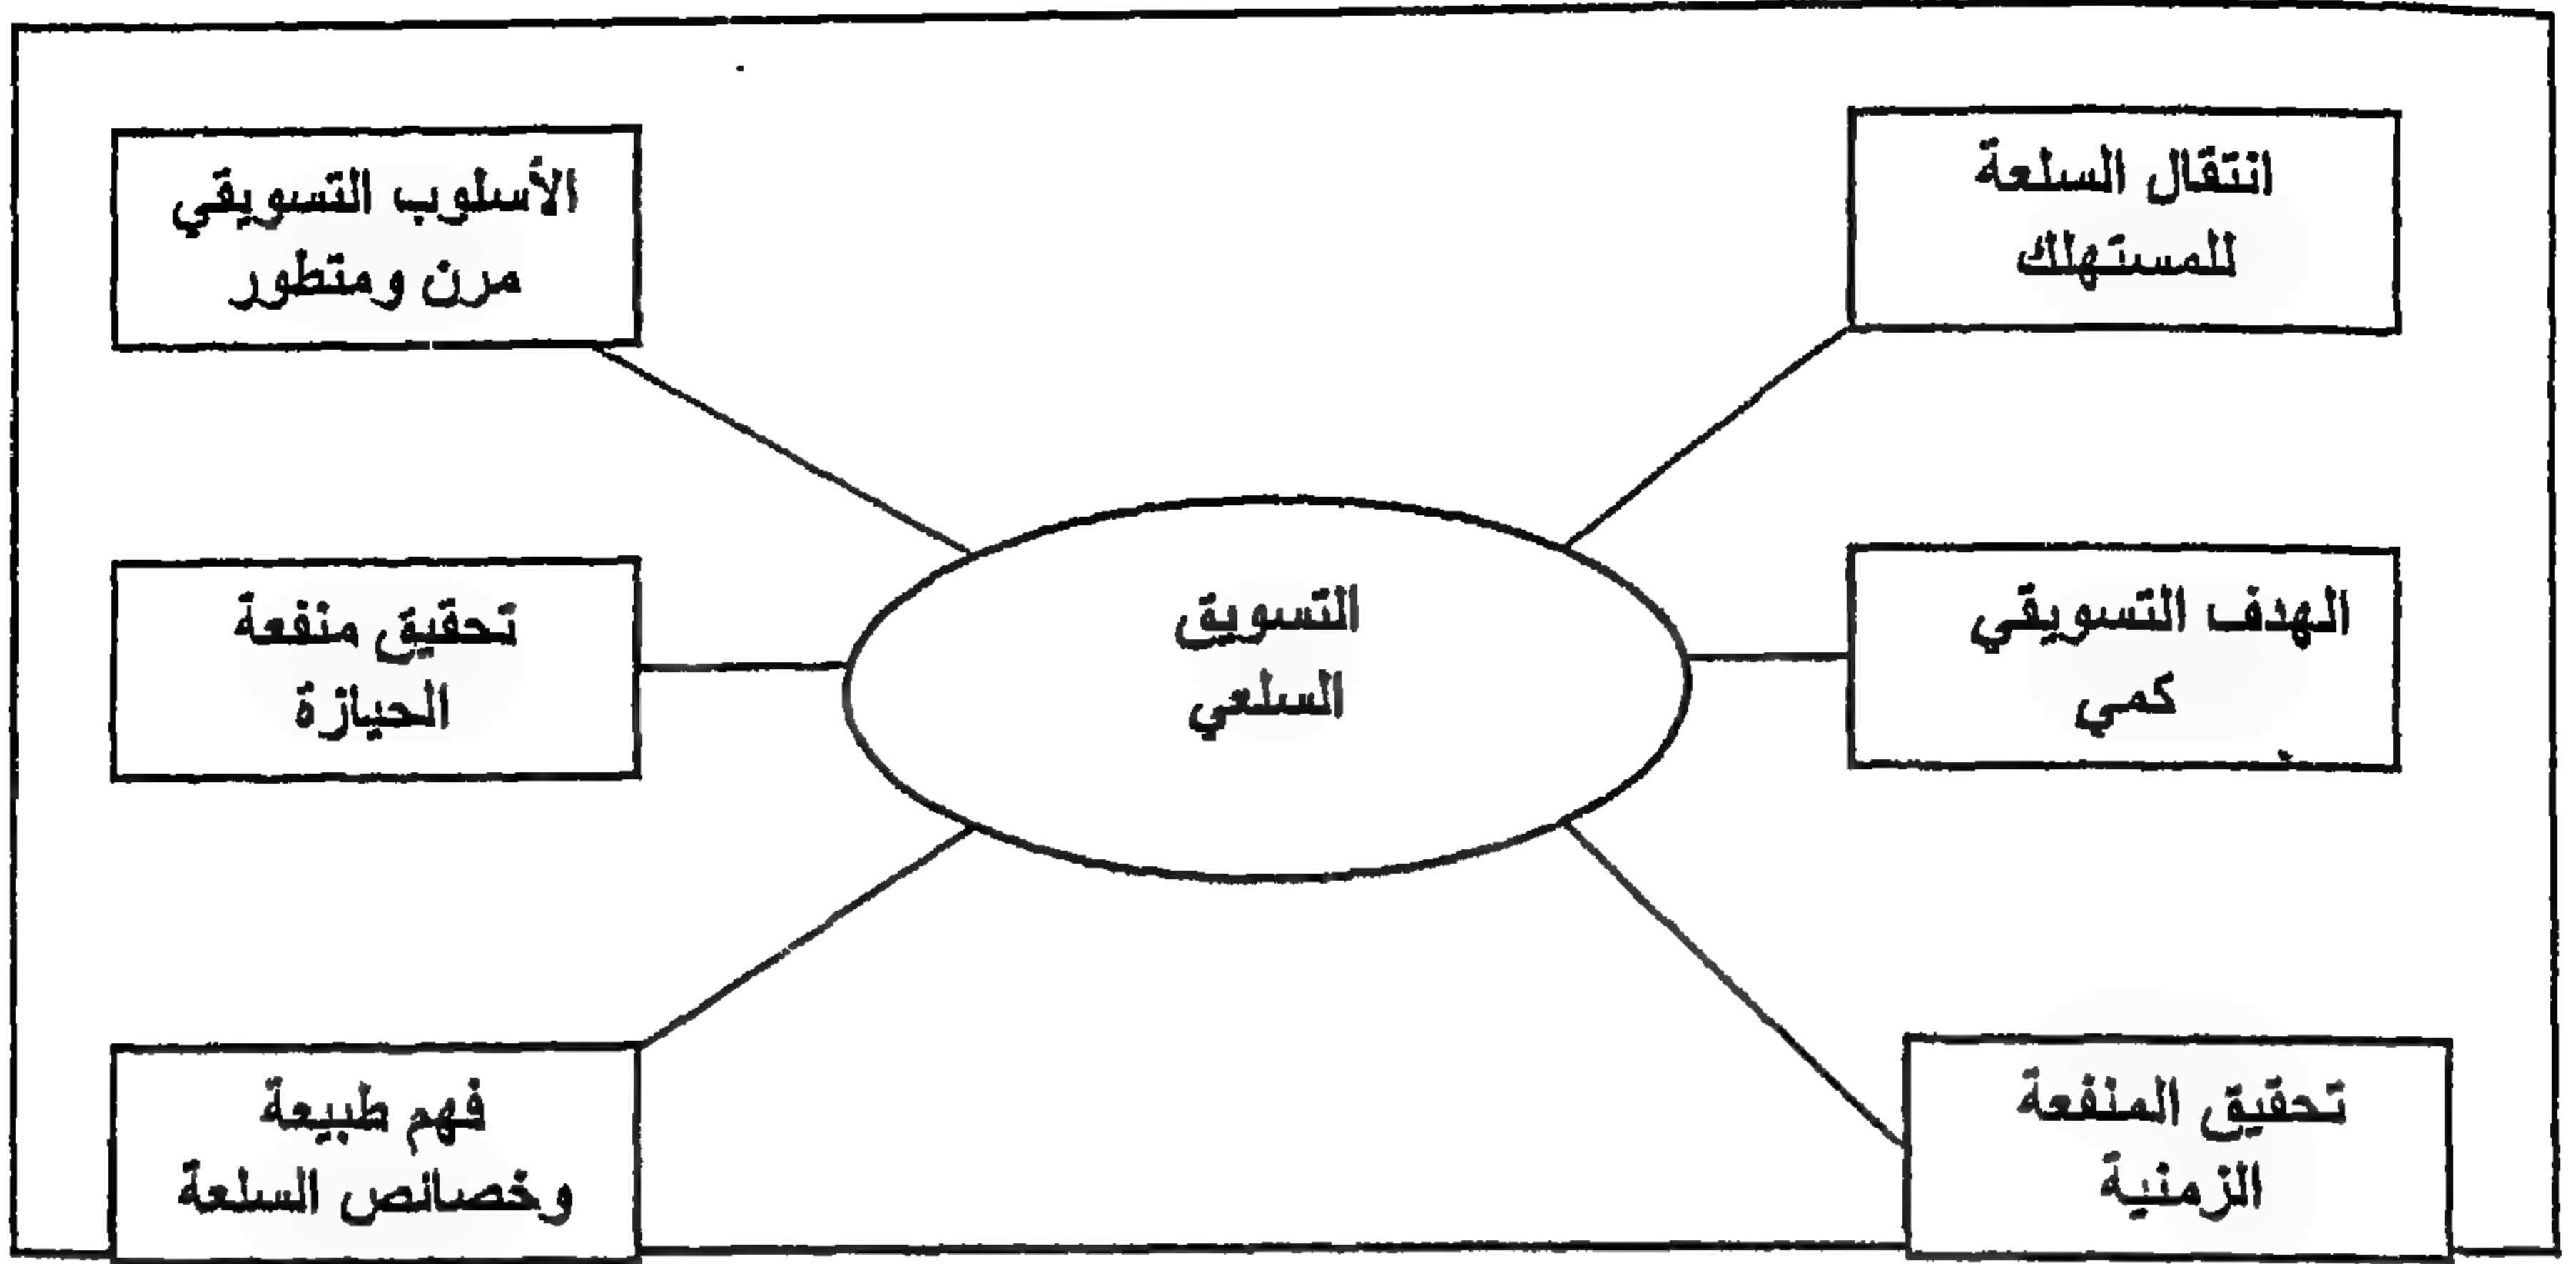 انتقال السلعة
للمستهلك
الأسلوب التسويقي
مرن ومتطور
الهدف التسويقي
كمي
التسويق
السلعي
تحقيق منفعة
الحيازة
تحقيق المنفعة
الزمنية
فهم طبيعة
وخصائص السلعة